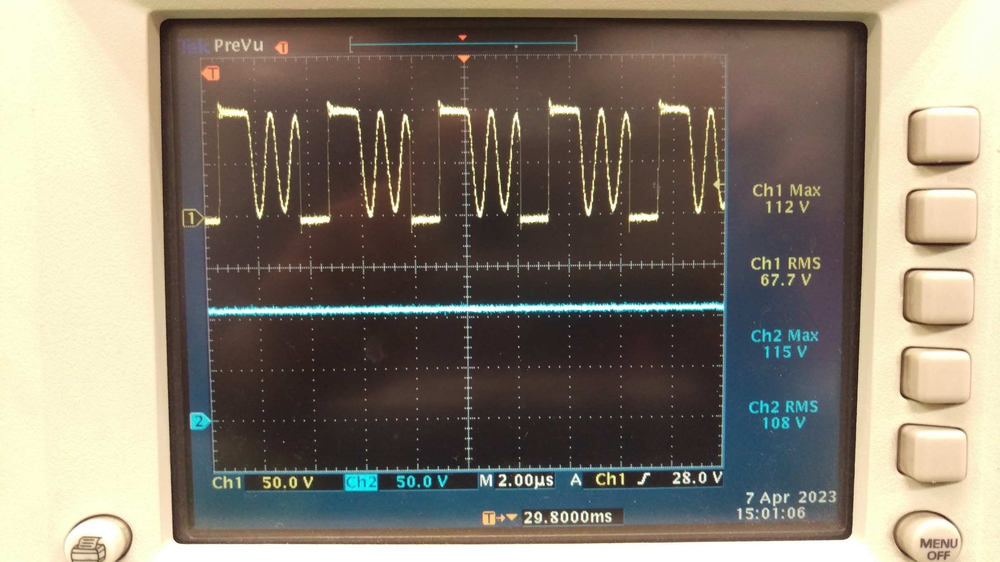 Tek PreVu T
T
Ch1 Max
112 V
1
Ch1 RMS
67.7 V
Ch2 Max
115 V
Ch2 RMS
108 V
2
Ch1 50.0 V Ch2 50.0 V M 2.00µs A Ch1 28.0 V
7 Apr 2023
15:01:06
T 29.8000ms
MENU
OFF